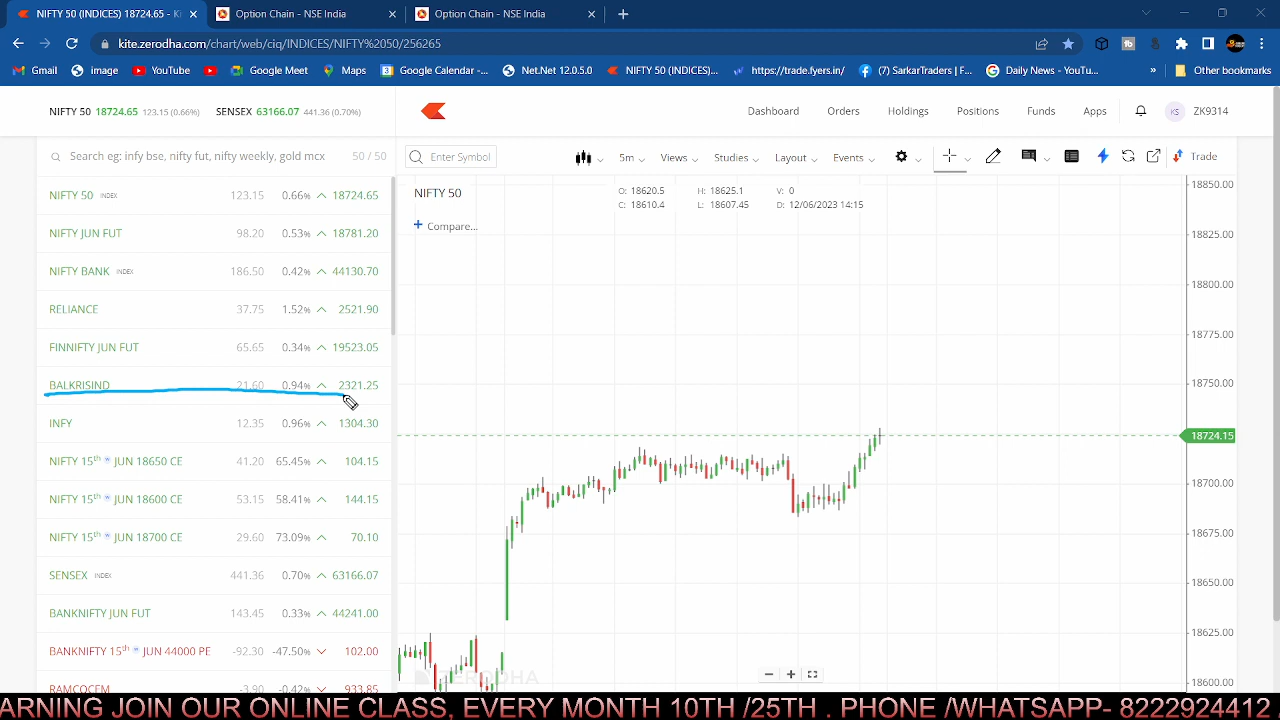 NIFTY 50 (INDICES) 18724.65 - Ki
Option Chain - NSE India
Option Chain - NSE India
kite.zerodha.com/chart/web/ciq/INDICES/NIFTY%2050/256265
Gmail
image
YouTube
Google Meet
Maps
Google Calendar -...
Net.Net 12.0.5.0
NIFTY 50 (INDICES)...
https://trade.fyers.in/
(7) SarkarTraders | F...
Daily News - YouTu...
»
Other bookmarks
NIFTY 50 18724.65 123.15 (0.66%) SENSEX 63166.07 441.36 (0.70%)
Dashboard Orders Holdings Positions Funds Apps KS ZK9314
Search eg: infy bse, nifty fut, nifty weekly, gold mcx 50 / 50
Enter Symbol 5m Views Studies Layout Events Trade
NIFTY 50 INDEX 123.15 0.66% 18724.65
NIFTY JUN FUT 98.20 0.53% 18781.20
NIFTY BANK INDEX 186.50 0.42% 44130.70
RELIANCE 37.75 1.52% 2521.90
FINNIFTY JUN FUT 65.65 0.34% 19523.05
BALKRISIND 21.60 0.94% 2321.25
INFY 12.35 0.96% 1304.30
NIFTY 15th w JUN 18650 CE 41.20 65.45% 104.15
NIFTY 15th w JUN 18600 CE 53.15 58.41% 144.15
NIFTY 15th w JUN 18700 CE 29.60 73.09% 70.10
SENSEX INDEX 441.36 0.70% 63166.07
BANKNIFTY JUN FUT 143.45 0.33% 44241.00
BANKNIFTY 15th w JUN 44000 PE -92.30 -47.50% 102.00
RAMCOCEM -3.90 -0.42% 933.85
NIFTY 50
O: 18620.5 H: 18625.1 V: 0
C: 18610.4 L: 18607.45 D: 12/06/2023 14:15
+ Compare...
18850.00
18825.00
18800.00
18775.00
18750.00
18724.15
18700.00
18675.00
18650.00
18625.00
18600.00
ZERODHA
ARNING JOIN OUR ONLINE CLASS, EVERY MONTH 10TH /25TH . PHONE /WHATSAPP- 8222924412